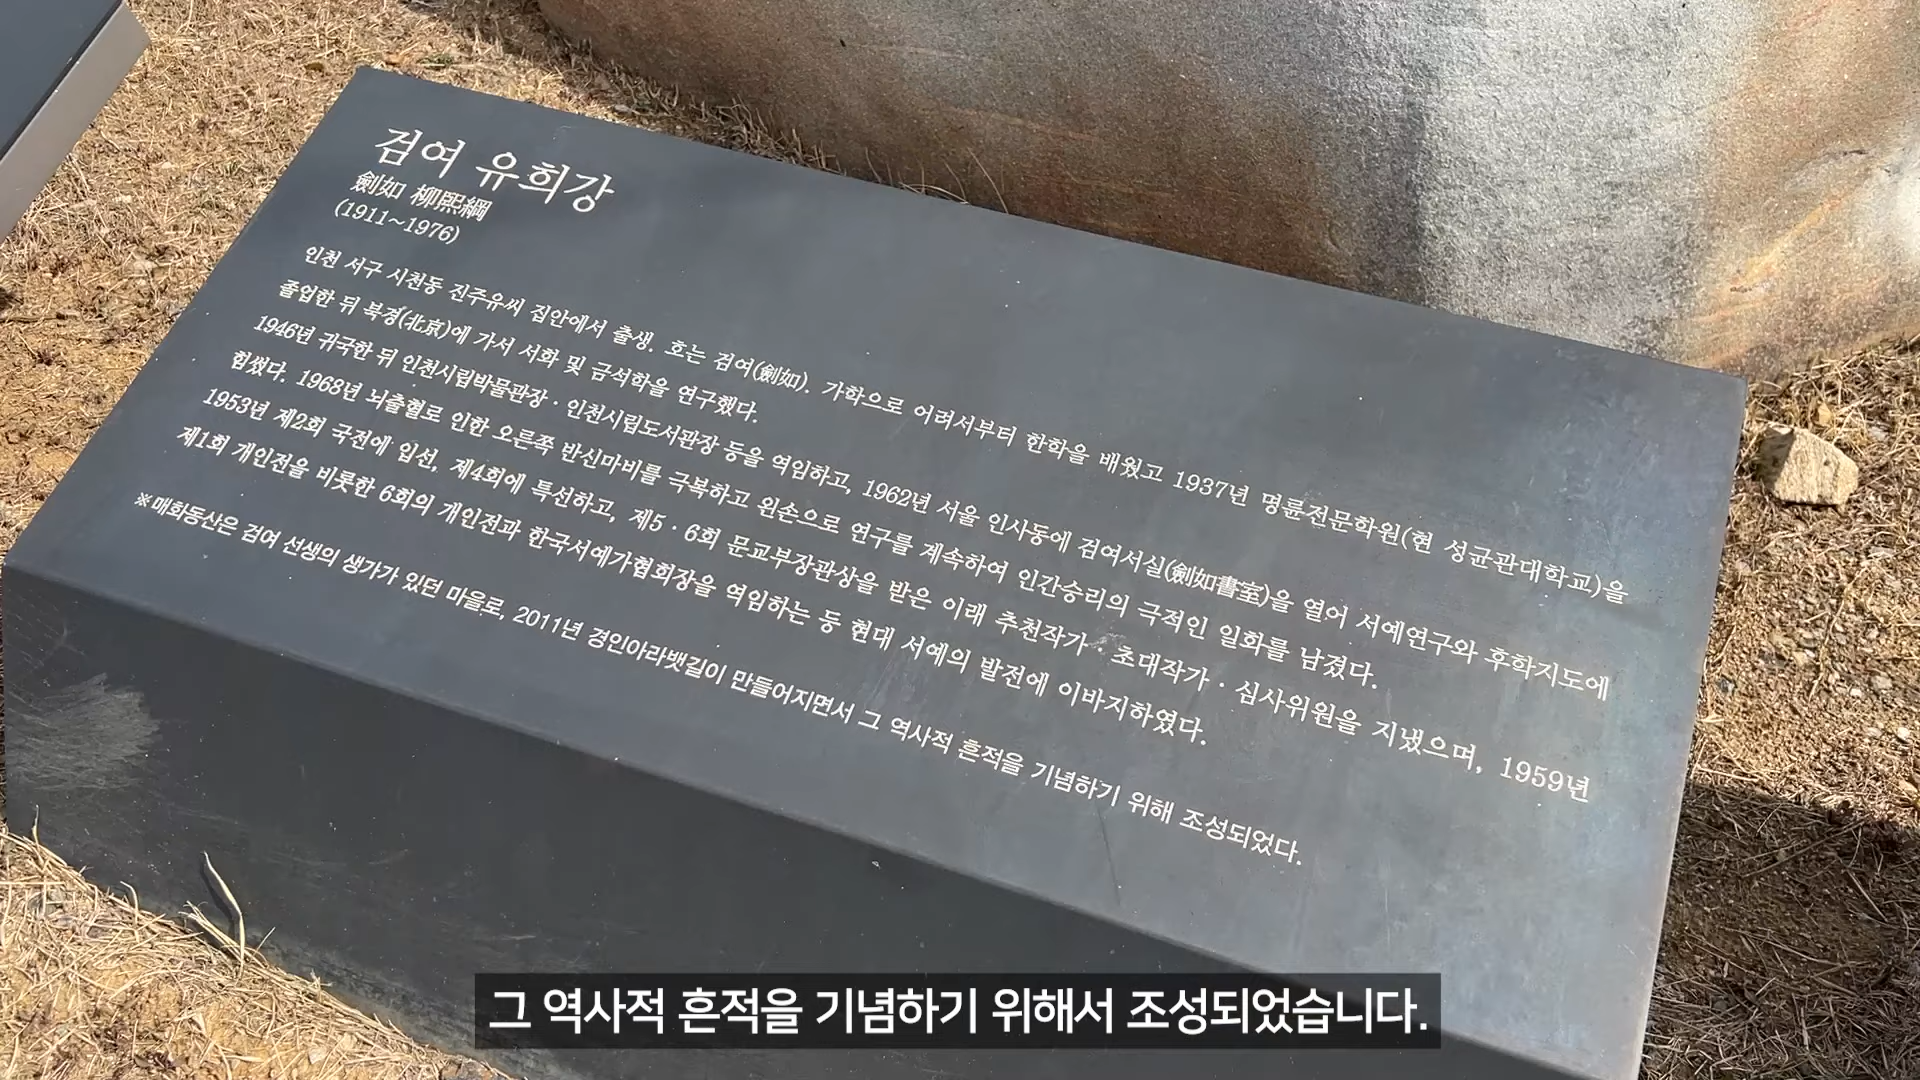 검여 유희강
劍如 柳熙綱
(1911~1976)
인천 서구 시천동 진주유씨 집안에서 출생. 호는 검여(劍如). 가학으로 어려서부터 한학을 배웠고 1937년 명륜전문학원(현 성균관대학교)을
졸업한 뒤 북경(北京)에 가서 서화 및 금석학을 연구했다.
1946년 귀국한 뒤 인천시립박물관장 · 인천시립도서관장 등을 역임하고, 1962년 서울 인사동에 검여서실(劍如書室)을 열어 서예연구와 후학지도에
힘썼다. 1968년 뇌출혈로 인한 오른쪽 반신마비를 극복하고 왼손으로 연구를 계속하여 인간승리의 극적인 일화를 남겼다.
1953년 제2회 국전에 입선, 제4회에 특선하고, 제5 · 6회 문교부장관상을 받은 이래 추천작가 · 초대작가 · 심사위원을 지냈으며, 1959년
제1회 개인전을 비롯한 6회의 개인전과 한국서예가협회장을 역임하는 등 현대 서예의 발전에 이바지하였다.
※매화동산은 검여 선생의 생가가 있던 마을로, 2011년 경인아라뱃길이 만들어지면서 그 역사적 흔적을 기념하기 위해 조성되었다.
그 역사적 흔적을 기념하기 위해서 조성되었습니다.